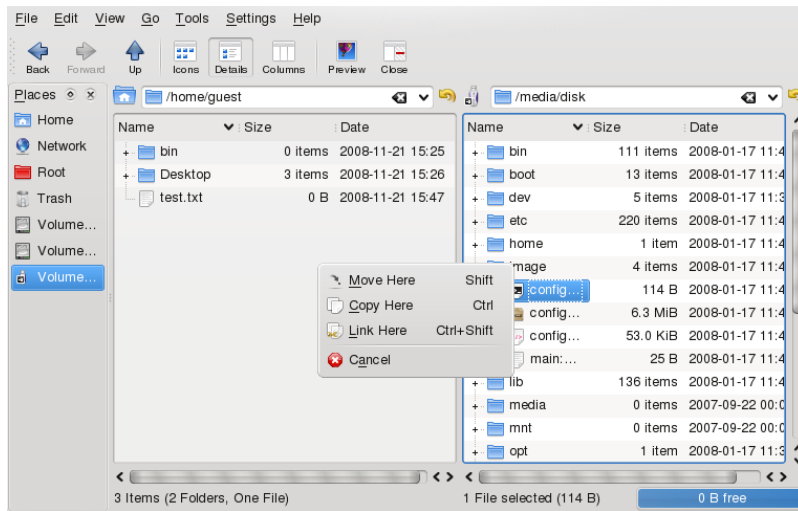 File Edit View Go Tools Settings Help
Back Forward Up Icons Details Columns Preview Close
Places
Home
Network
Root
Trash
Volume...
Volume...
Volume...
/home/guest
Name Size Date
bin 0 items 2008-11-21 15:25
Desktop 3 items 2008-11-21 15:26
test.txt 0 B 2008-11-21 15:47
3 Items (2 Folders, One File)
Move Here Shift
Copy Here Ctrl
Link Here Ctrl+Shift
Cancel
/media/disk
Name Size Date
bin 111 items 2008-01-17 11:4
boot 13 items 2008-01-17 11:4
dev 5 items 2008-01-17 11:3
etc 220 items 2008-01-17 11:4
home 1 item 2008-01-17 11:4
image 4 items 2008-01-17 11:4
config... 114 B 2008-01-17 11:4
config... 6.3 MiB 2008-01-17 11:4
config... 53.0 KiB 2008-01-17 11:4
main:... 25 B 2008-01-17 11:4
lib 136 items 2008-01-17 11:4
media 0 items 2007-09-22 00:0
mnt 0 items 2007-09-22 00:0
opt 1 item 2008-01-17 11:3
1 File selected (114 B) 0 B free